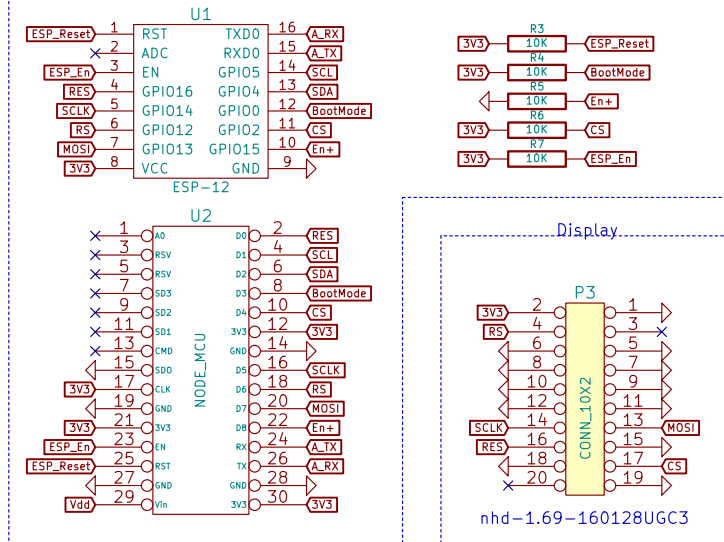 U1
ESP_Reset 1 RST TXD0 16 A_RX
2 ADC RXD0 15 A_TX
ESP_En 3 EN GPIO5 14 SCL
RES 4 GPIO16 GPIO4 13 SDA
SCLK 5 GPIO14 GPIO0 12 BootMode
RS 6 GPIO12 GPIO2 11 CS
MOSI 7 GPIO13 GPIO15 10 En+
3V3 8 VCC GND 9
ESP-12
R3
3V3 10K ESP_Reset
R4
3V3 10K BootMode
R5
10K En+
R6
3V3 10K CS
R7
3V3 10K ESP_En
U2
1 A0 D0 2 RES
3 RSV D1 4 SCL
5 RSV D2 6 SDA
7 SD3 D3 8 BootMode
9 SD2 D4 10 CS
11 SD1 3V3 12 3V3
13 CMD GND 14
15 SD0 D5 16 SCLK
3V3 17 CLK D6 18 RS
19 GND D7 20 MOSI
3V3 21 3V3 D8 22 En+
ESP_En 23 EN RX 24 A_TX
ESP_Reset 25 RST TX 26 A_RX
27 GND GND 28
Vdd 29 Vin 3V3 30 3V3
NODE_MCU
Display
P3
3V3 2 1
RS 4 3
6 5
8 7
10 9
12 11
SCLK 14 13 MOSI
RES 16 15
18 17 CS
20 19
CONN_10X2
nhd-1.69-160128UGC3